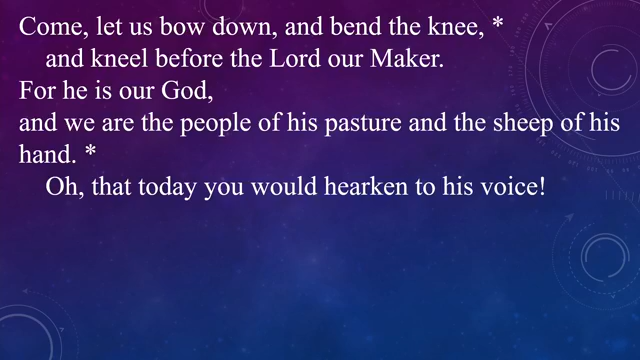 Come, let us bow down, and bend the knee, *
and kneel before the Lord our Maker.
For he is our God,
and we are the people of his pasture and the sheep of his
hand. *
Oh, that today you would hearken to his voice!